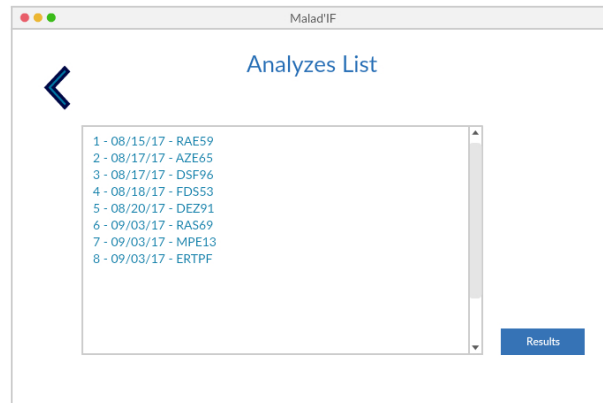 Malad'IF
Analyzes List
1 - 08/15/17 - RAE59
2 - 08/17/17 - AZE65
3 - 08/17/17 - DSF96
4 - 08/18/17 - FDS53
5 - 08/20/17 - DEZ91
6 - 09/03/17 - RAS69
7 - 09/03/17 - MPE13
8 - 09/03/17 - ERTPF
Results